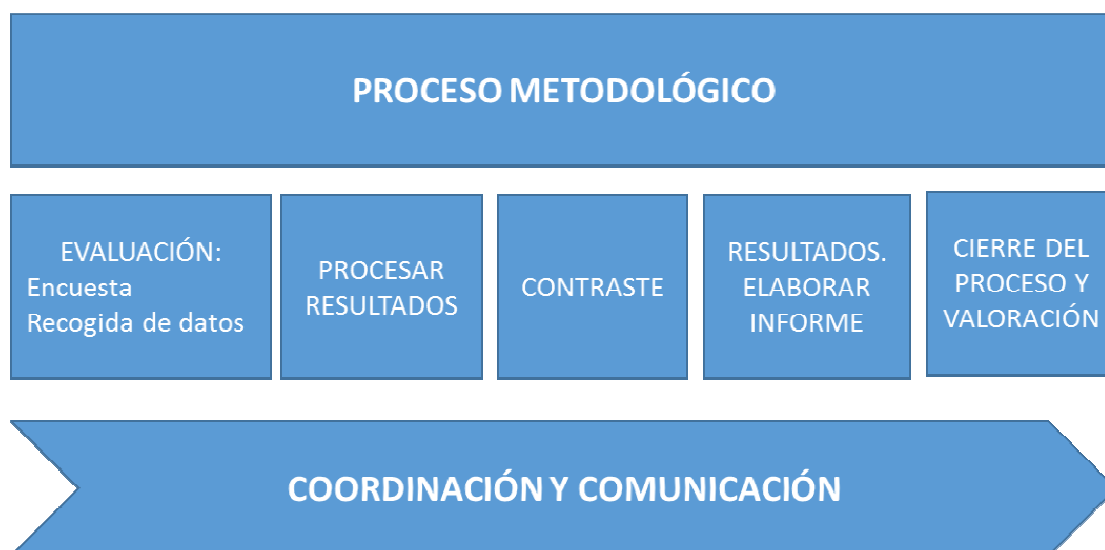 PROCESO METODOLÓGICO
EVALUACIÓN:
Encuesta
Recogida de datos
PROCESAR
RESULTADOS
CONTRASTE
RESULTADOS.
ELABORAR
INFORME
CIERRE DEL
PROCESO Y
VALORACIÓN
COORDINACIÓN Y COMUNICACIÓN